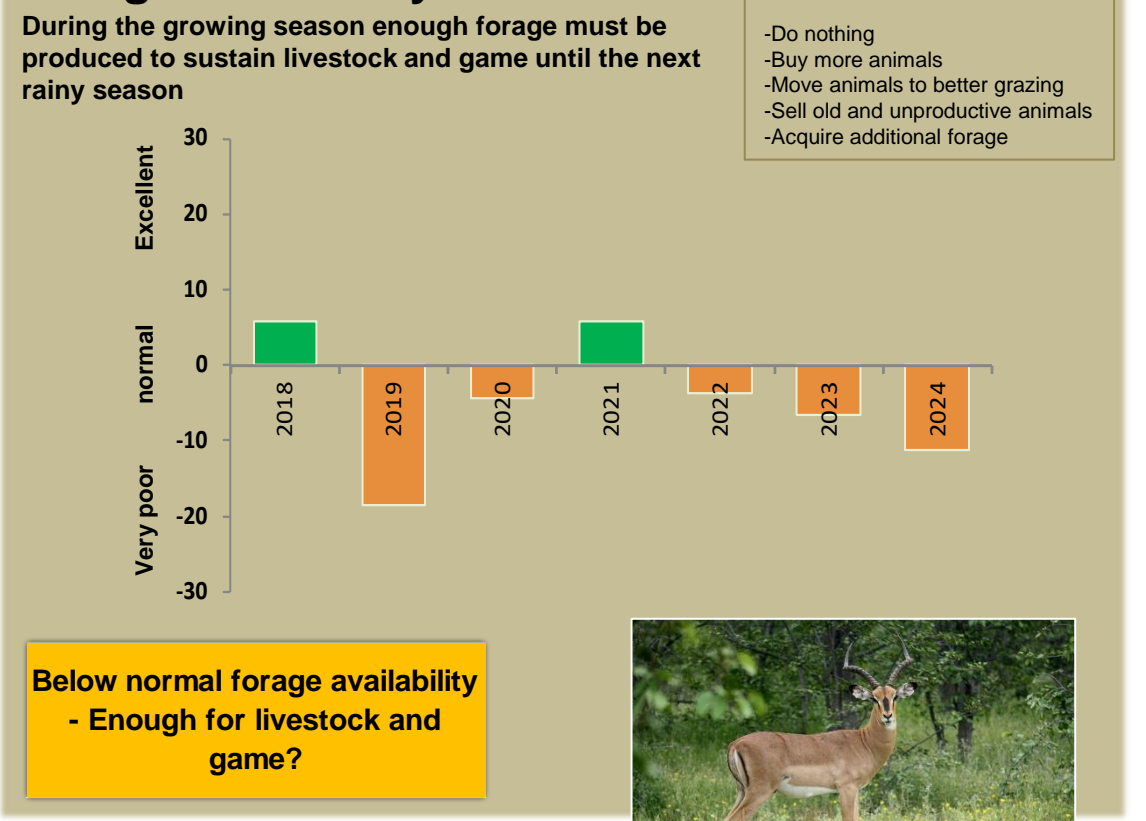 During the growing season enough forage must be
produced to sustain livestock and game until the next
rainy season
-Do nothing
-Buy more animals
-Move animals to better grazing
-Sell old and unproductive animals
-Acquire additional forage
Excellent
normal
Very poor
30
20
10
0
-10
-20
-30
2018
2019
2020
2021
2022
2023
2024
Below normal forage availability
- Enough for livestock and
game?